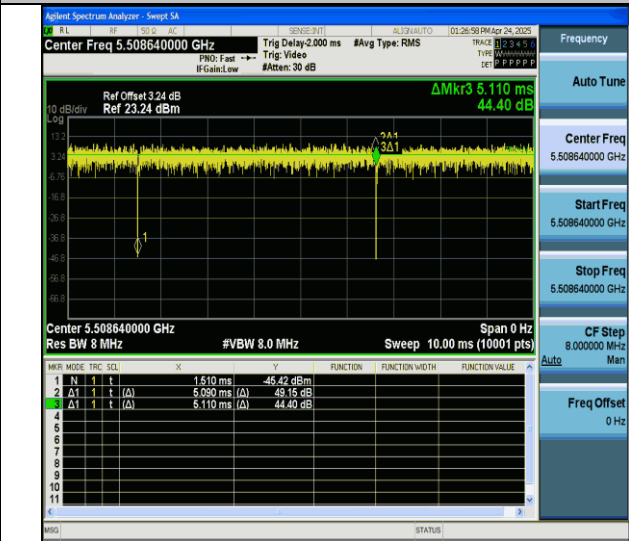 Agilent Spectrum Analyzer - Swept SA
RL RF 50 Ω AC SENSE:INT ALIGNAUTO 01:26:58 PM Apr 24, 2025
Center Freq 5.508640000 GHz
PNO: Fast
IFGain:Low
Trig Delay-2.000 ms
Trig: Video
#Atten: 30 dB
#Avg Type: RMS
TRACE 1 2 3 4 5 6
TYPE
DET P P P P P P
Ref Offset 3.24 dB
Ref 23.24 dBm
10 dB/div
Log
ΔMkr3 5.110 ms
44.40 dB
13.2
3.24
-6.76
-16.8
-26.8
-36.8
-46.8
-56.8
-66.8
2Δ1
3Δ1
1
Center 5.508640000 GHz
Span 0 Hz
Res BW 8 MHz
#VBW 8.0 MHz
Sweep 10.00 ms (10001 pts)
MKR MODE TRC SCL X Y FUNCTION FUNCTION WIDTH FUNCTION VALUE
1 N 1 t 1.510 ms -45.42 dBm
2 Δ1 1 t (Δ) 5.090 ms (Δ) 49.15 dB
3 Δ1 1 t (Δ) 5.110 ms (Δ) 44.40 dB
4
5
6
7
8
9
10
11
MSG
STATUS
Frequency
Auto Tune
Center Freq
5.508640000 GHz
Start Freq
5.508640000 GHz
Stop Freq
5.508640000 GHz
CF Step
8.000000 MHz
Auto Man
Freq Offset
0 Hz